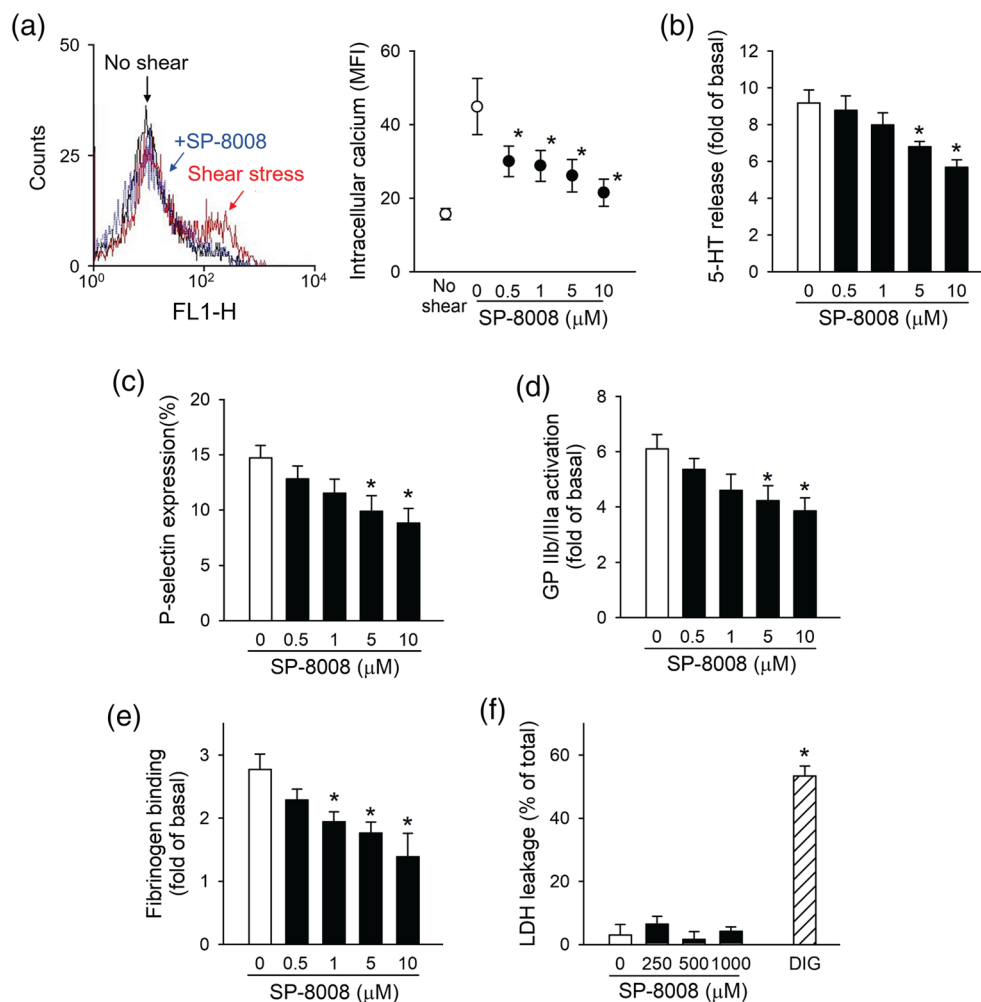 (a)
50
25
0
Counts
10⁰
10²
10⁴
FL1-H
No shear
+SP-8008
Shear stress
60
40
20
0
Intracellular calcium (MFI)
*
*
*
*
No
shear
0 0.5 1 5 10
SP-8008 (μM)
(b)
12
10
8
6
4
2
0
5-HT release (fold of basal)
*
*
0 0.5 1 5 10
SP-8008 (μM)
(c)
20
15
10
5
0
P-selectin expression(%)
*
*
0 0.5 1 5 10
SP-8008 (μM)
(d)
8
6
4
2
0
GP IIb/IIIa activation
(fold of basal)
*
*
0 0.5 1 5 10
SP-8008 (μM)
(e)
3
2
1
0
Fibrinogen binding
(fold of basal)
*
*
*
0 0.5 1 5 10
SP-8008 (μM)
(f)
60
40
20
0
LDH leakage (% of total)
*
0 250 500 1000 DIG
SP-8008 (μM)